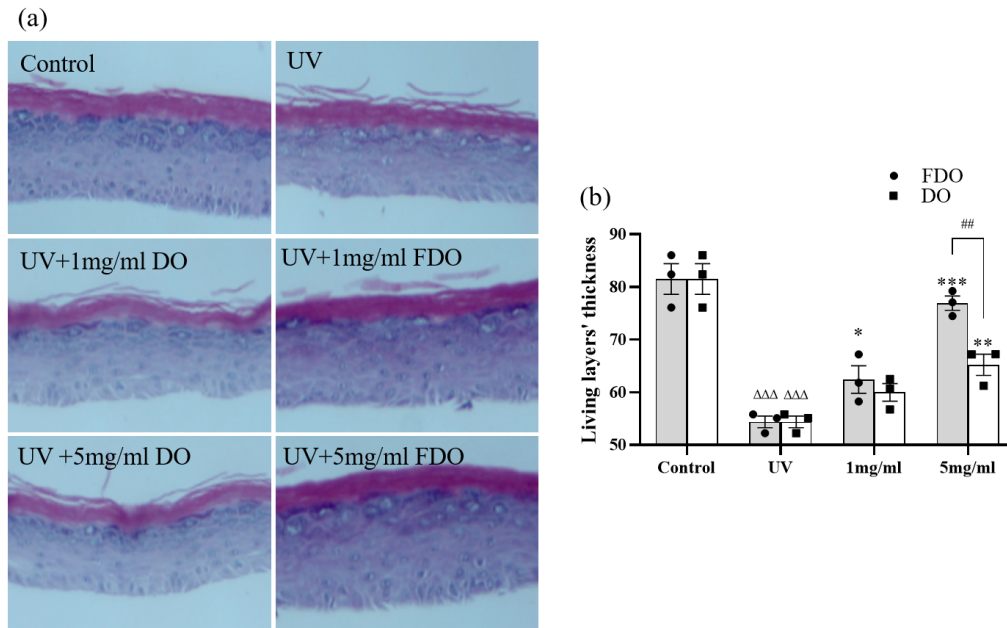 (a)
Control
UV
UV+1mg/ml DO
UV+1mg/ml FDO
UV +5mg/ml DO
UV+5mg/ml FDO
(b)
FDO
DO
Living layers' thickness
90
80
70
60
50
ΔΔΔ
ΔΔΔ
*
***
**
##
Control
UV
1mg/ml
5mg/ml